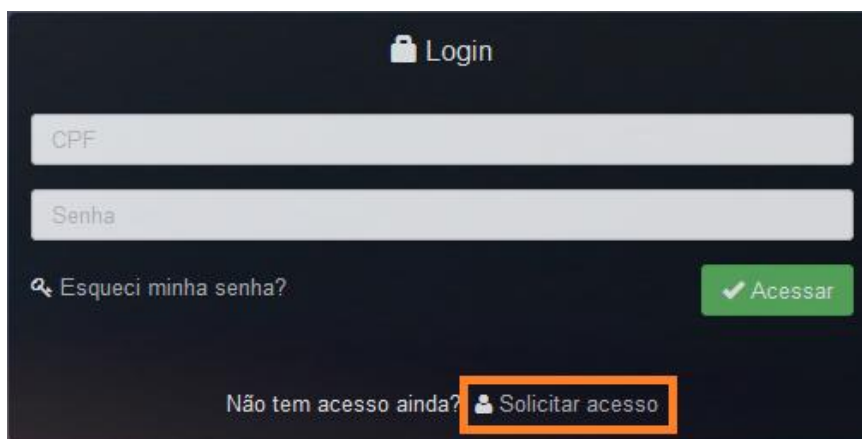 Login
CPF
Senha
Esqueci minha senha?
Acessar
Não tem acesso ainda? Solicitar acesso